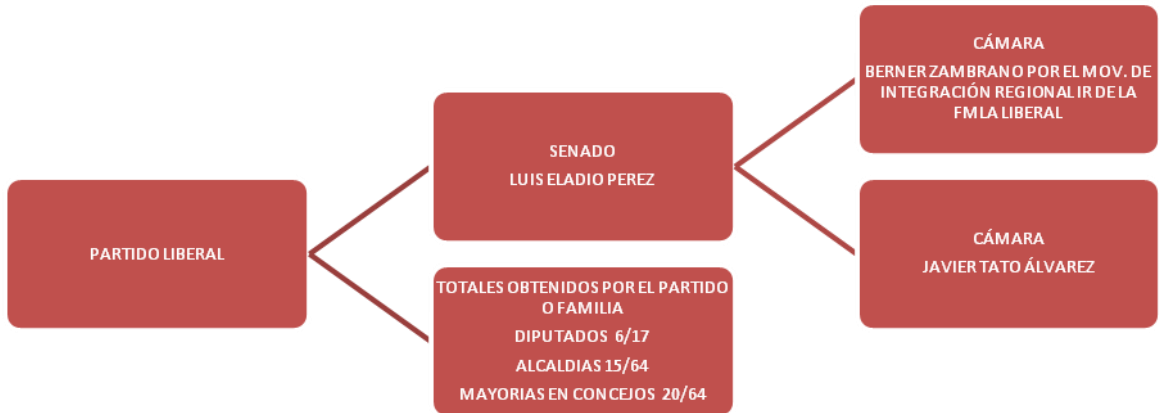 PARTIDO LIBERAL
SENADO
LUIS ELADIO PEREZ
TOTALES OBTENIDOS POR EL PARTIDO
O FAMILIA
DIPUTADOS 6/17
ALCALDIAS 15/64
MAYORIAS EN CONCEJOS 20/64
CÁMARA
BERNER ZAMBRANO POR EL MOV. DE
INTEGRACIÓN REGIONAL IR DE LA
FMLA LIBERAL
CÁMARA
JAVIER TATO ÁLVAREZ